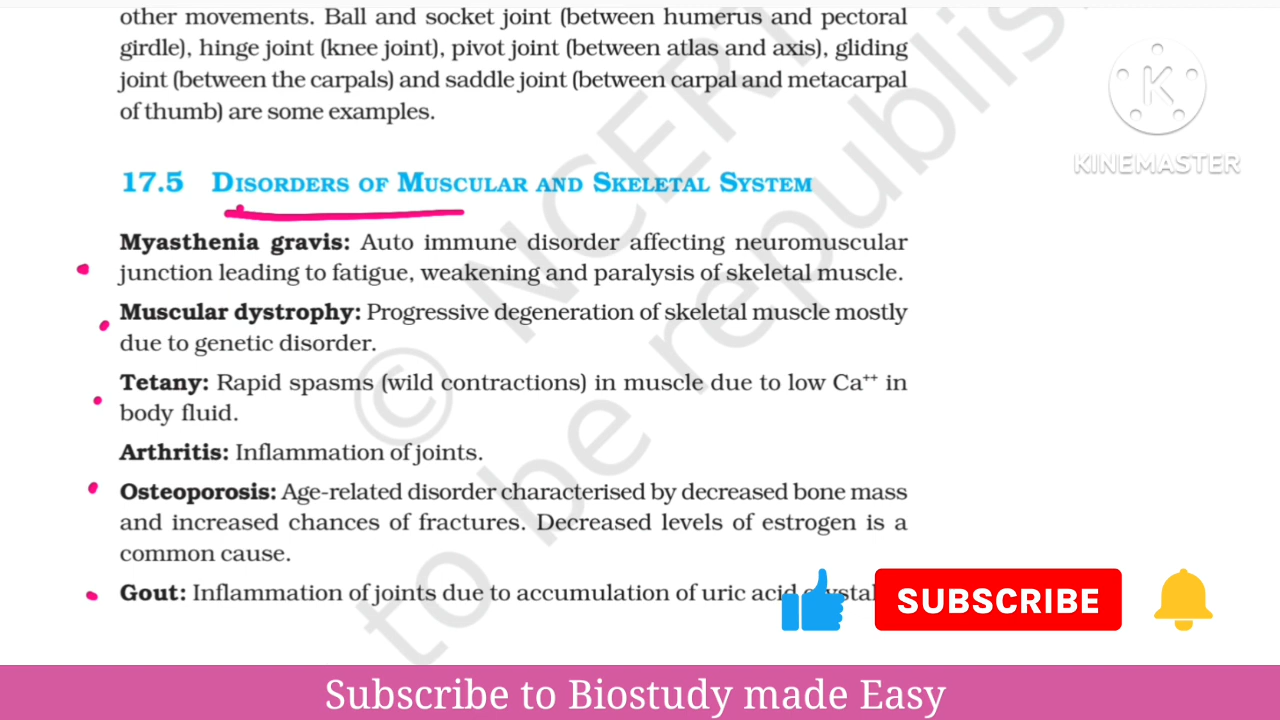 other movements. Ball and socket joint (between humerus and pectoral
girdle), hinge joint (knee joint), pivot joint (between atlas and axis), gliding
joint (between the carpals) and saddle joint (between carpal and metacarpal
of thumb) are some examples.
K
KINEMASTER
17.5 DISORDERS OF MUSCULAR AND SKELETAL SYSTEM
Myasthenia gravis: Auto immune disorder affecting neuromuscular
junction leading to fatigue, weakening and paralysis of skeletal muscle.
Muscular dystrophy: Progressive degeneration of skeletal muscle mostly
due to genetic disorder.
Tetany: Rapid spasms (wild contractions) in muscle due to low Ca⁺⁺ in
body fluid.
Arthritis: Inflammation of joints.
Osteoporosis: Age-related disorder characterised by decreased bone mass
and increased chances of fractures. Decreased levels of estrogen is a
common cause.
Gout: Inflammation of joints due to accumulation of uric acid
SUBSCRIBE
© NCERT
to be republis
Subscribe to Biostudy made Easy